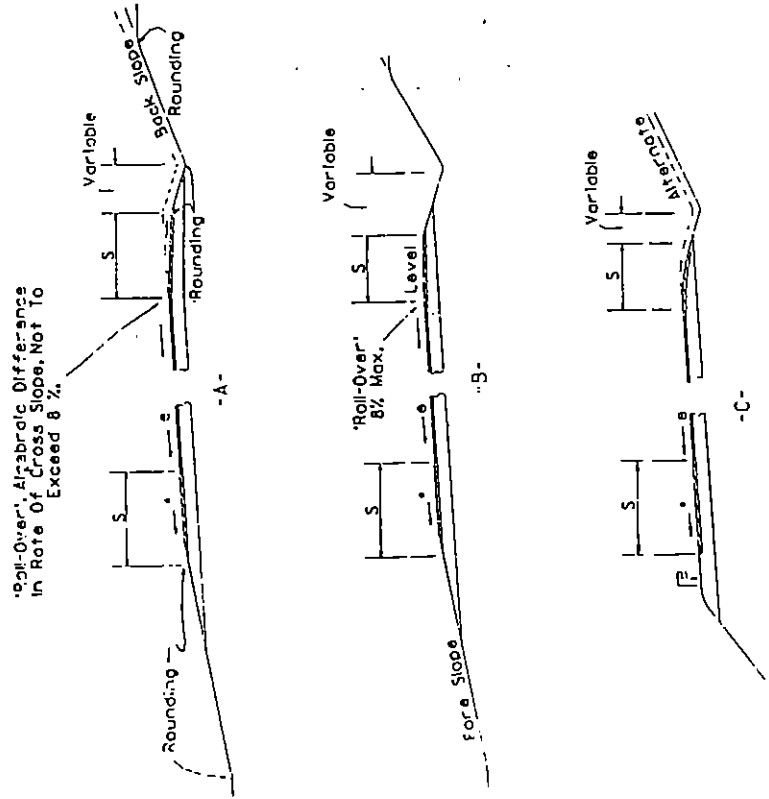 "Roll-Over", Algabraic Difference
In Rate Of Cross Slope, Not To
Exceed 8 %.
Rounding
S
e
S
Variable
Back Slope
Rounding
Rounding
-A-
Fore Slope
S
e
"Roll-Over"
8% Max.
S
Level
Variable
"B-
S
e
S
Variable
Alternate
-C-